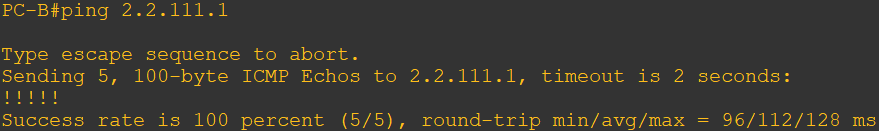 PC-B#ping 2.2.111.1
Type escape sequence to abort.
Sending 5, 100-byte ICMP Echos to 2.2.111.1, timeout is 2 seconds:
!!!!!
Success rate is 100 percent (5/5), round-trip min/avg/max = 96/112/128 ms